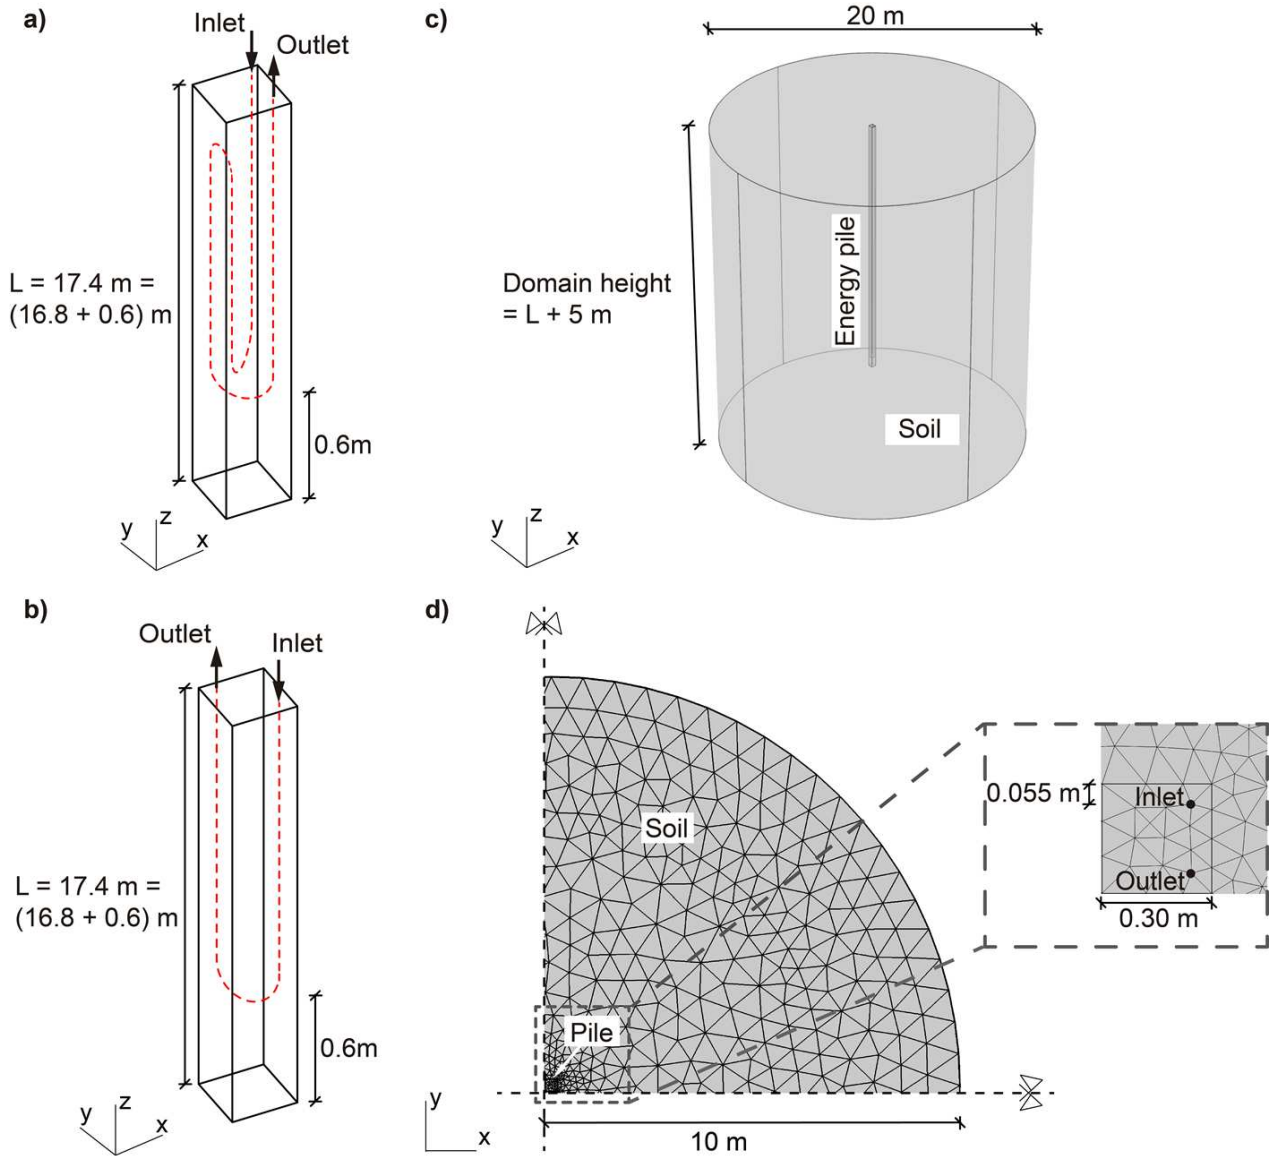 a)
Inlet
Outlet
L = 17.4 m =
(16.8 + 0.6) m
0.6m
y
z
x
c)
20 m
Domain height
= L + 5 m
Energy pile
Soil
y
z
x
b)
Outlet
Inlet
L = 17.4 m =
(16.8 + 0.6) m
0.6m
y
z
x
d)
Soil
Pile
0.055 m
Inlet
Outlet
0.30 m
y
x
10 m